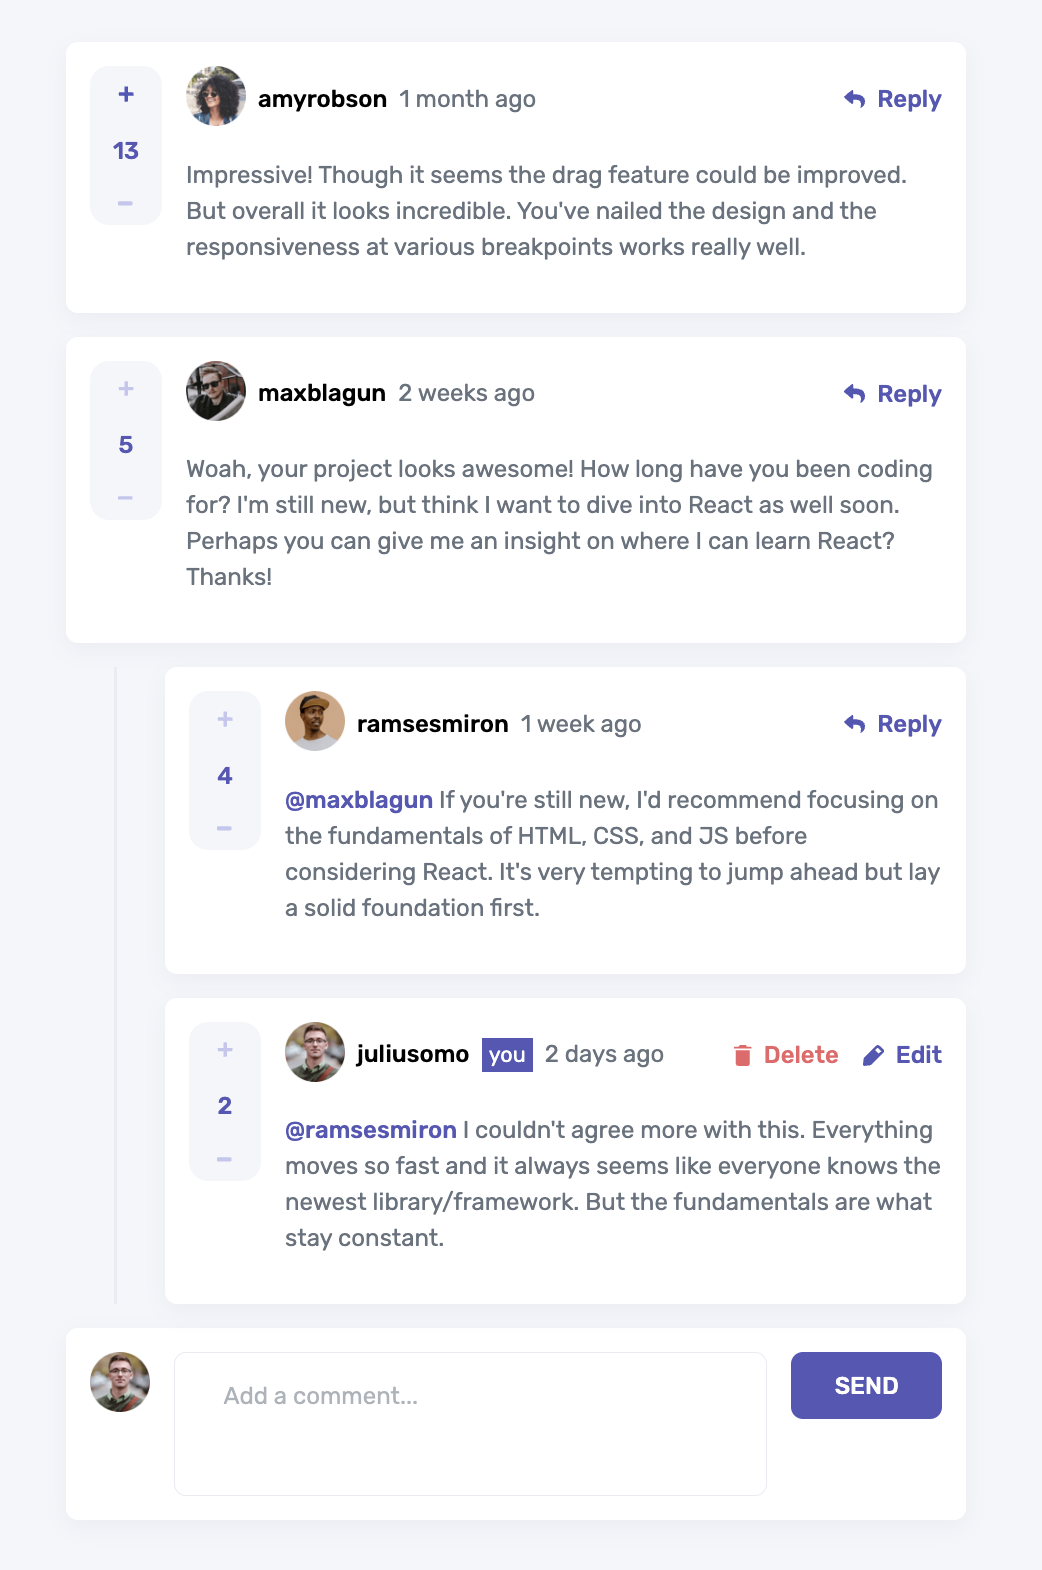 +
13
−
amyrobson 1 month ago
Reply
Impressive! Though it seems the drag feature could be improved.
But overall it looks incredible. You've nailed the design and the
responsiveness at various breakpoints works really well.
+
5
−
maxblagun 2 weeks ago
Reply
Woah, your project looks awesome! How long have you been coding
for? I'm still new, but think I want to dive into React as well soon.
Perhaps you can give me an insight on where I can learn React?
Thanks!
+
4
−
ramsesmiron 1 week ago
Reply
@maxblagun If you're still new, I'd recommend focusing on
the fundamentals of HTML, CSS, and JS before
considering React. It's very tempting to jump ahead but lay
a solid foundation first.
+
2
−
juliusomo you 2 days ago
Delete Edit
@ramsesmiron I couldn't agree more with this. Everything
moves so fast and it always seems like everyone knows the
newest library/framework. But the fundamentals are what
stay constant.
Add a comment...
SEND